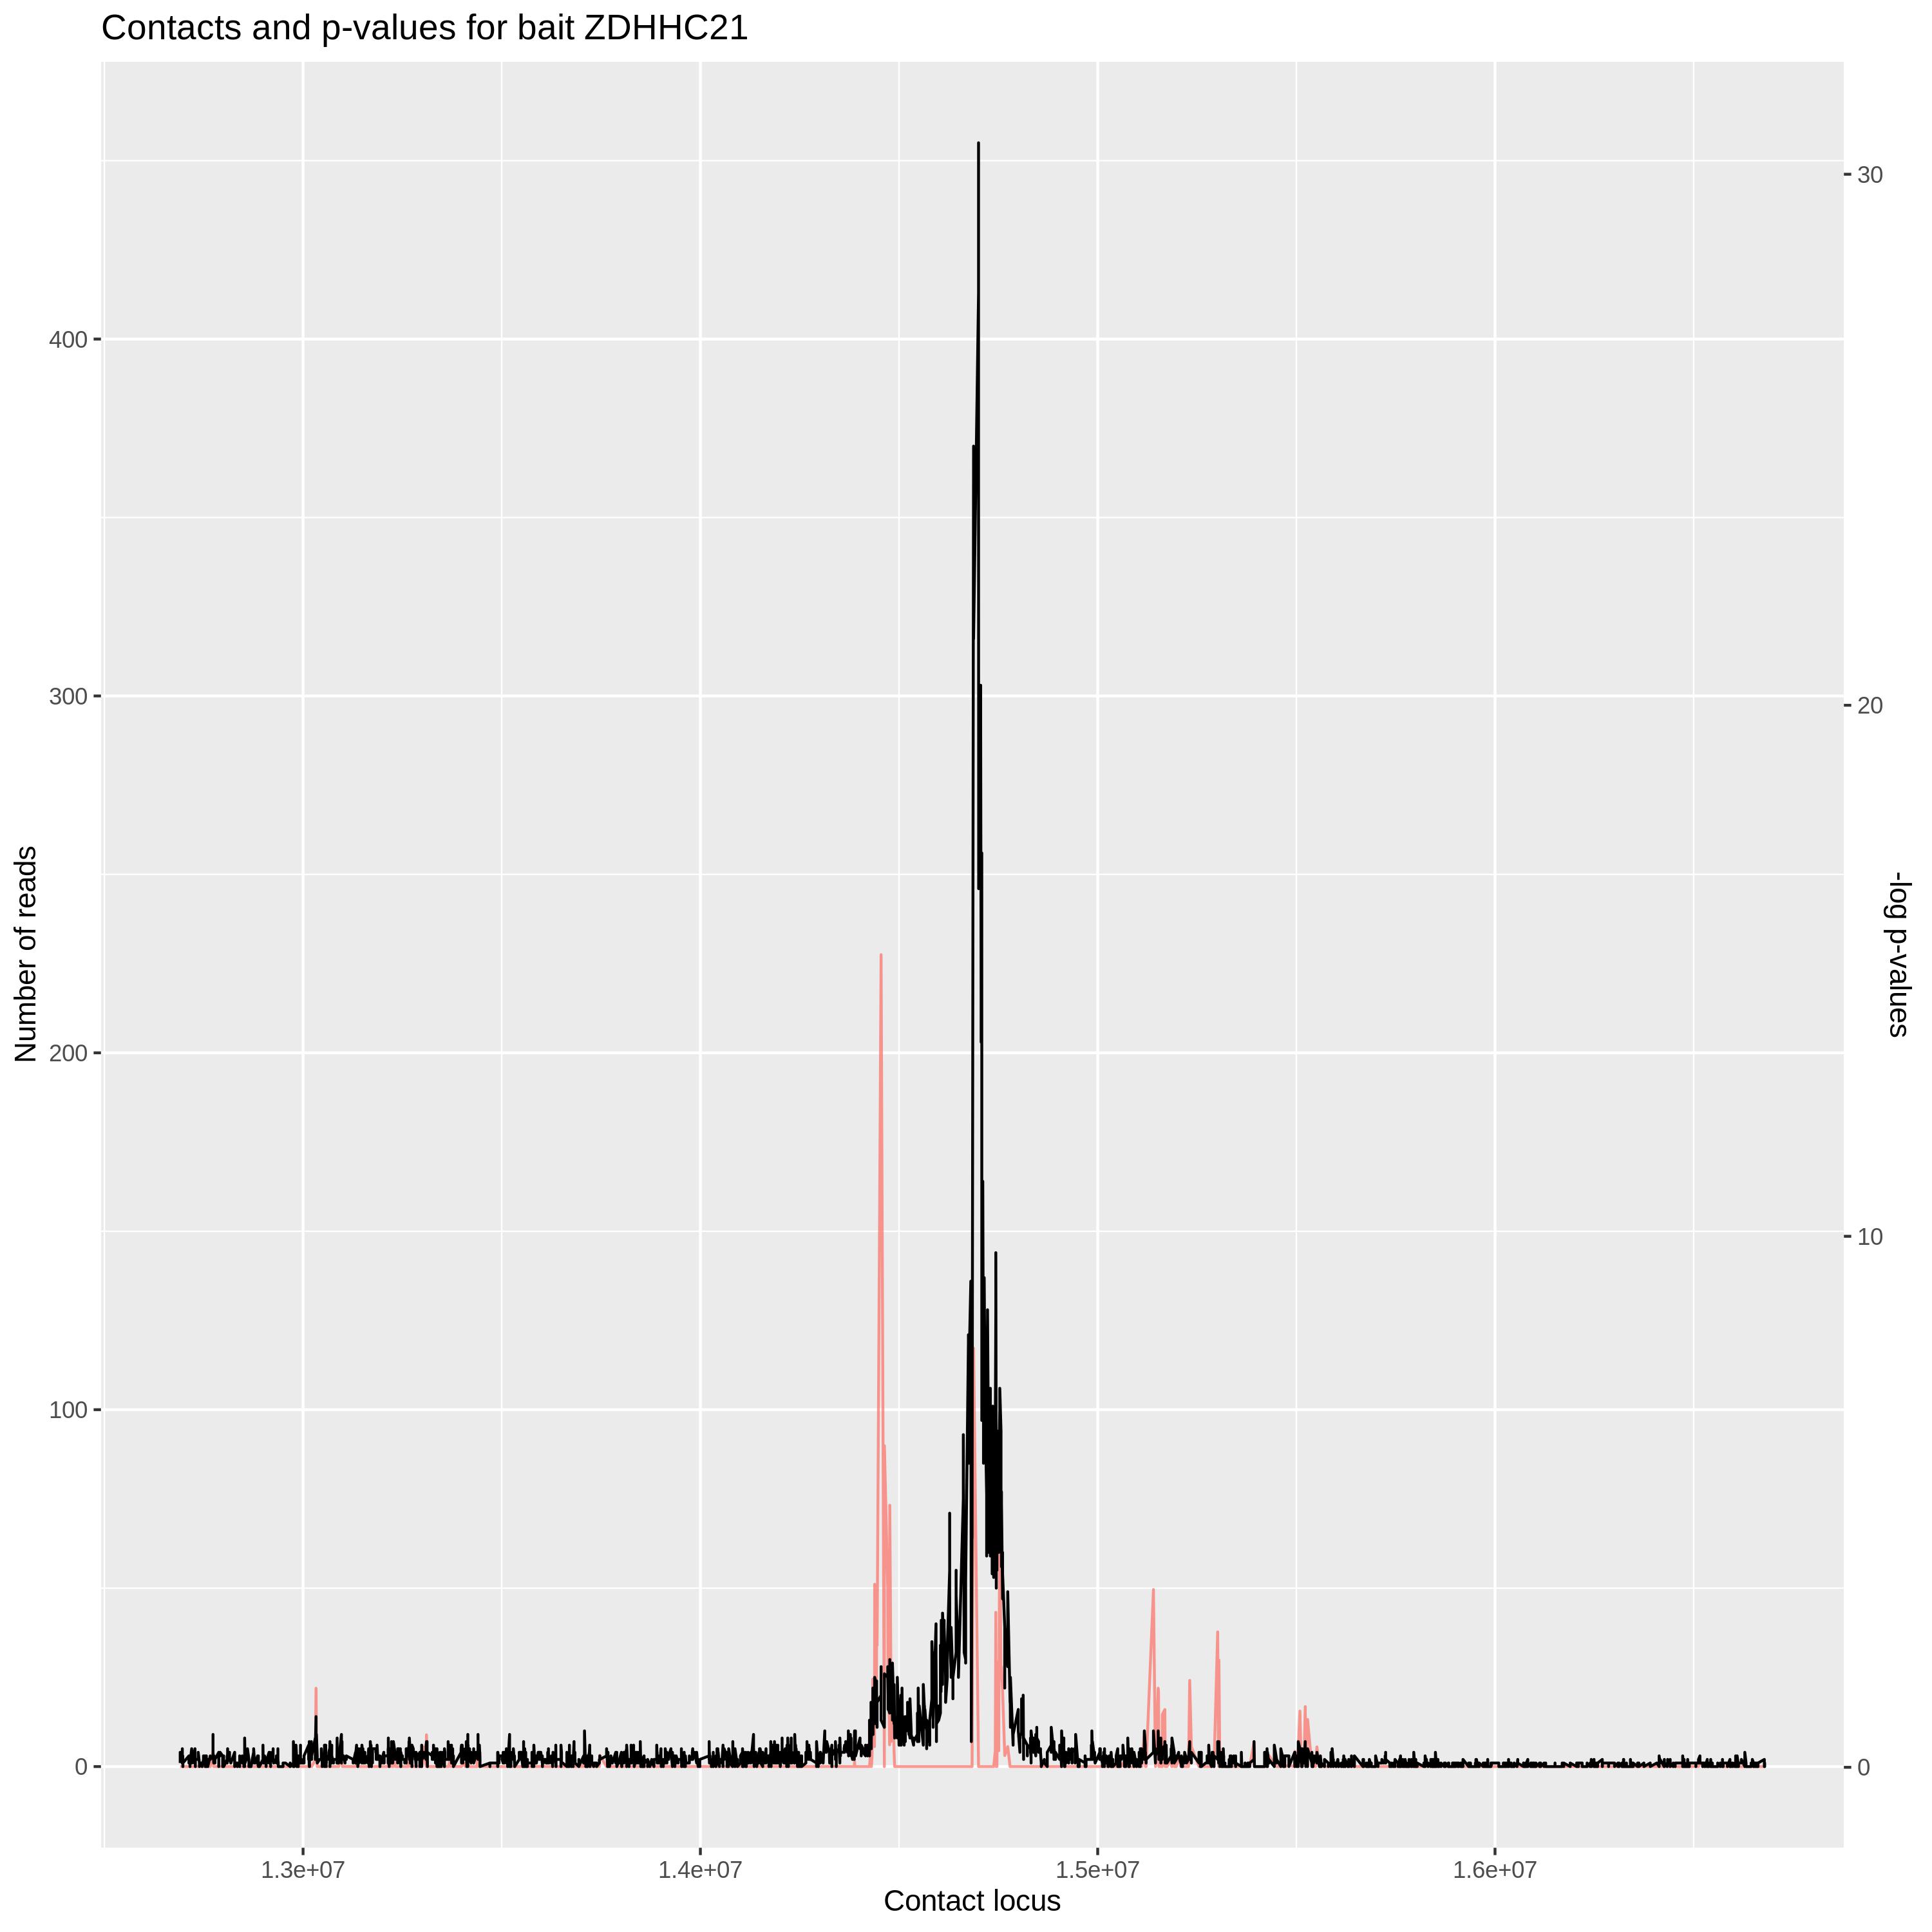 Contacts and p-values for bait ZDHHC21
Number of reads
400
300
200
100
0
30
20
10
0
-log p-values
1.3e+07 1.4e+07 1.5e+07 1.6e+07
Contact locus